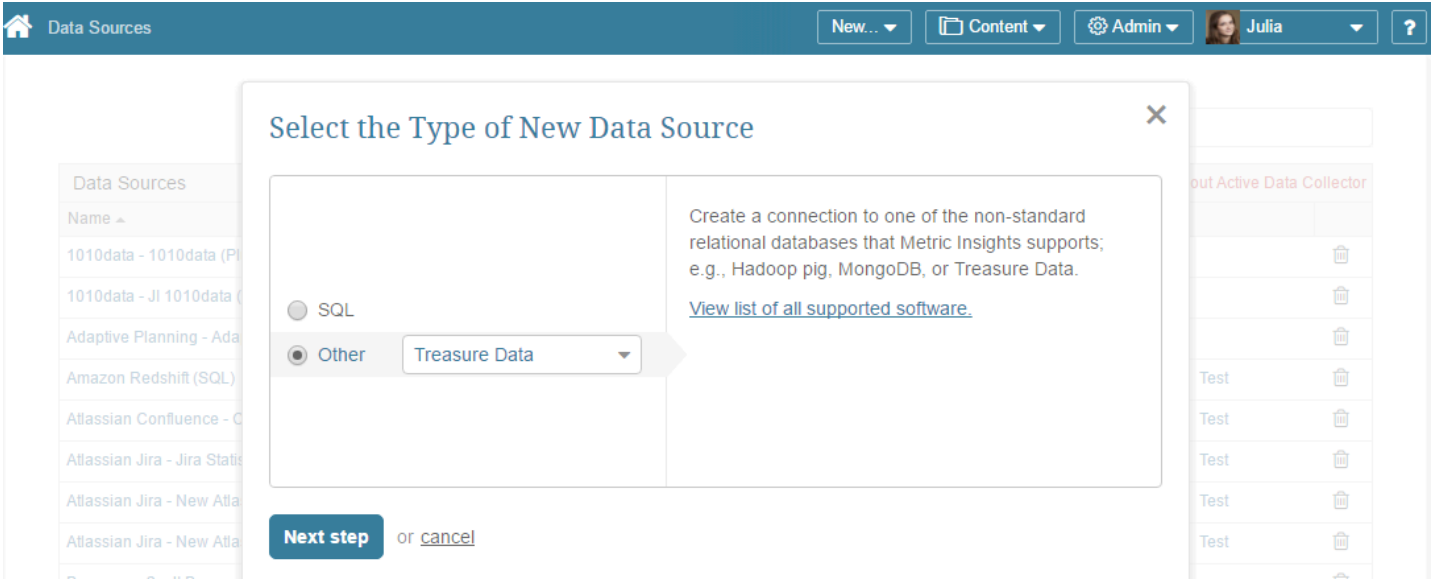 Data Sources
New...
Content
Admin
Julia
?
Select the Type of New Data Source
Data Sources
out Active Data Collector
Name
1010data - 1010data (Pl
1010data - JI 1010data (
Adaptive Planning - Ada
Amazon Redshift (SQL)
Test
Atlassian Confluence - C
Test
Atlassian Jira - Jira Statis
Test
Atlassian Jira - New Atla
Test
Atlassian Jira - New Atla
Test
SQL
Other
Treasure Data
Create a connection to one of the non-standard
relational databases that Metric Insights supports;
e.g., Hadoop pig, MongoDB, or Treasure Data.
View list of all supported software.
Next step or cancel